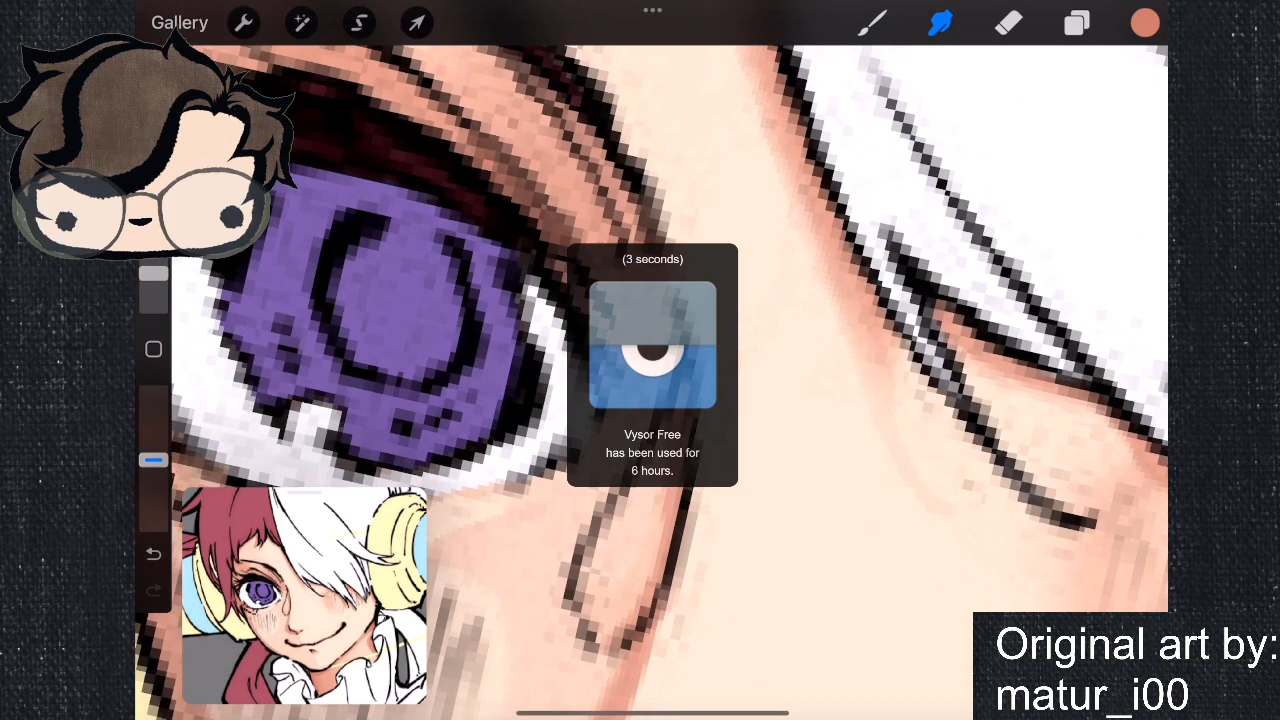 Gallery
(3 seconds)
Vysor Free
has been used for
6 hours.
Original art by:
matur_i00